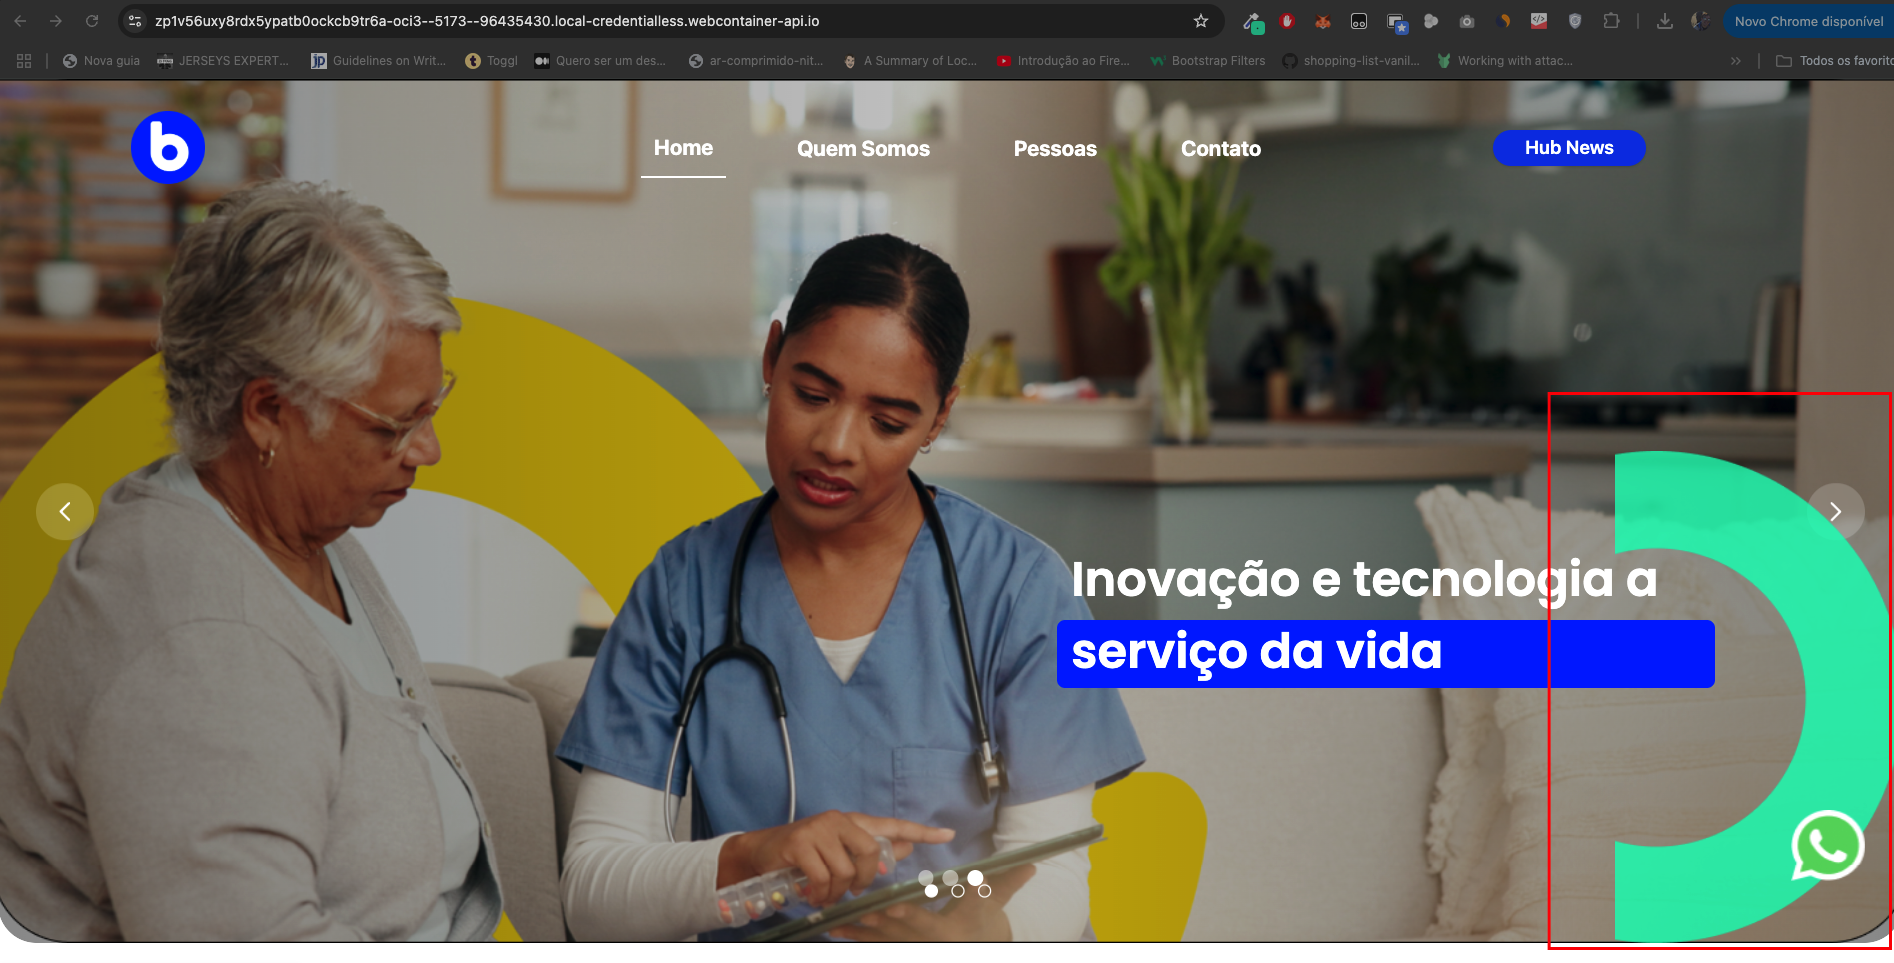 zp1v56uxy8rdx5ypatb0ockcb9tr6a-oci3--5173--96435430.local-credentialless.webcontainer-api.io
Novo Chrome disponível
Nova guia
JERSEYS EXPERT...
Guidelines on Writ...
Toggl
Quero ser um des...
ar-comprimido-nit...
A Summary of Loc...
Introdução ao Fire...
Bootstrap Filters
shopping-list-vanil...
Working with attac...
»
Todos os favorito
b
Home
Quem Somos
Pessoas
Contato
Hub News
Inovação e tecnologia a
serviço da vida